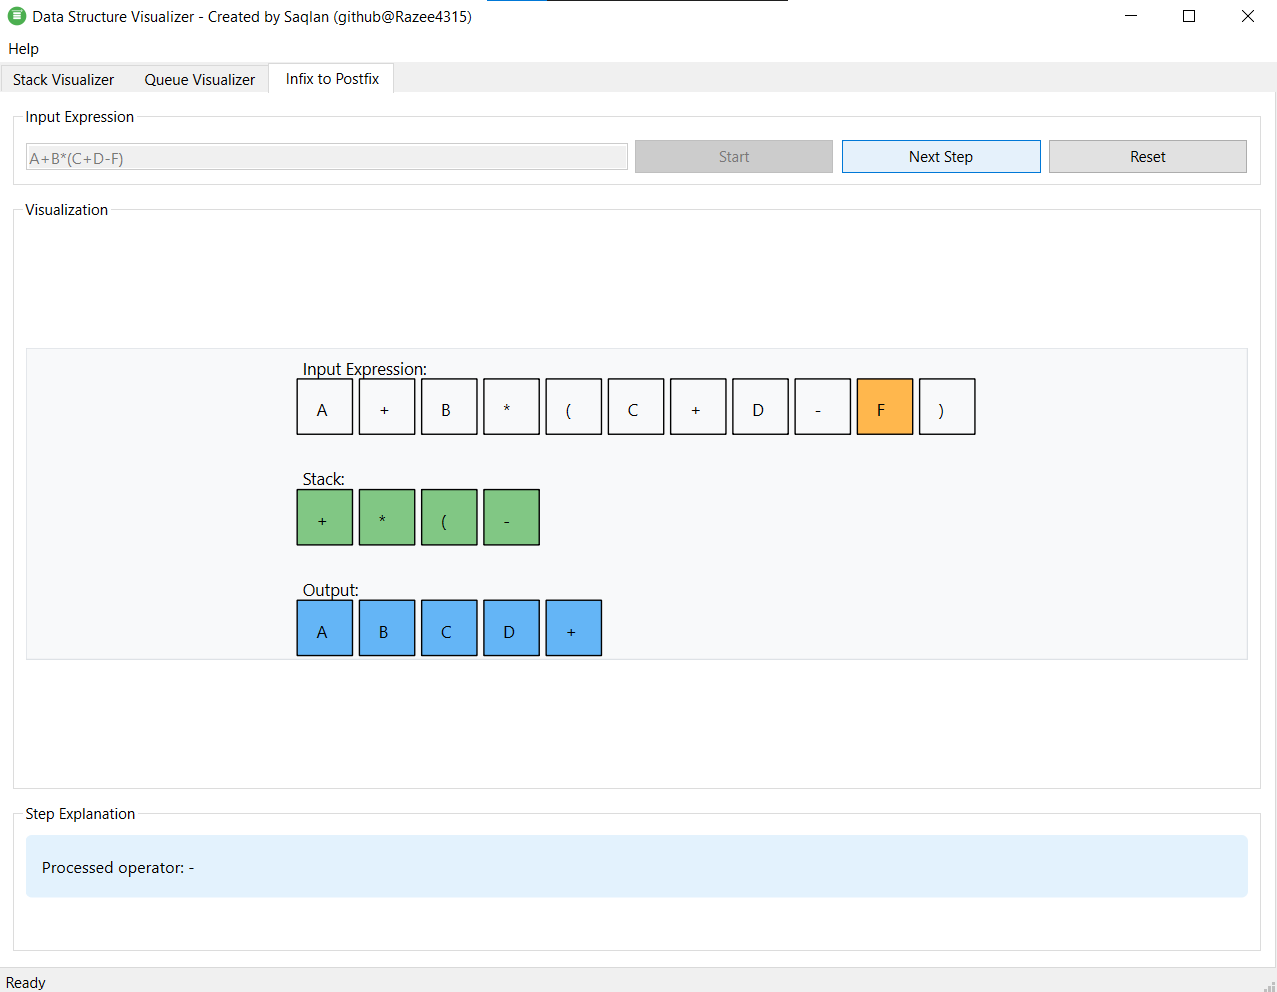 Data Structure Visualizer - Created by Saqlan (github@Razee4315)
Help
Stack Visualizer Queue Visualizer Infix to Postfix
Input Expression
A+B*(C+D-F) Start Next Step Reset
Visualization
Input Expression:
A + B * ( C + D - F )
Stack:
+ * ( -
Output:
A B C D +
Step Explanation
Processed operator: -
Ready